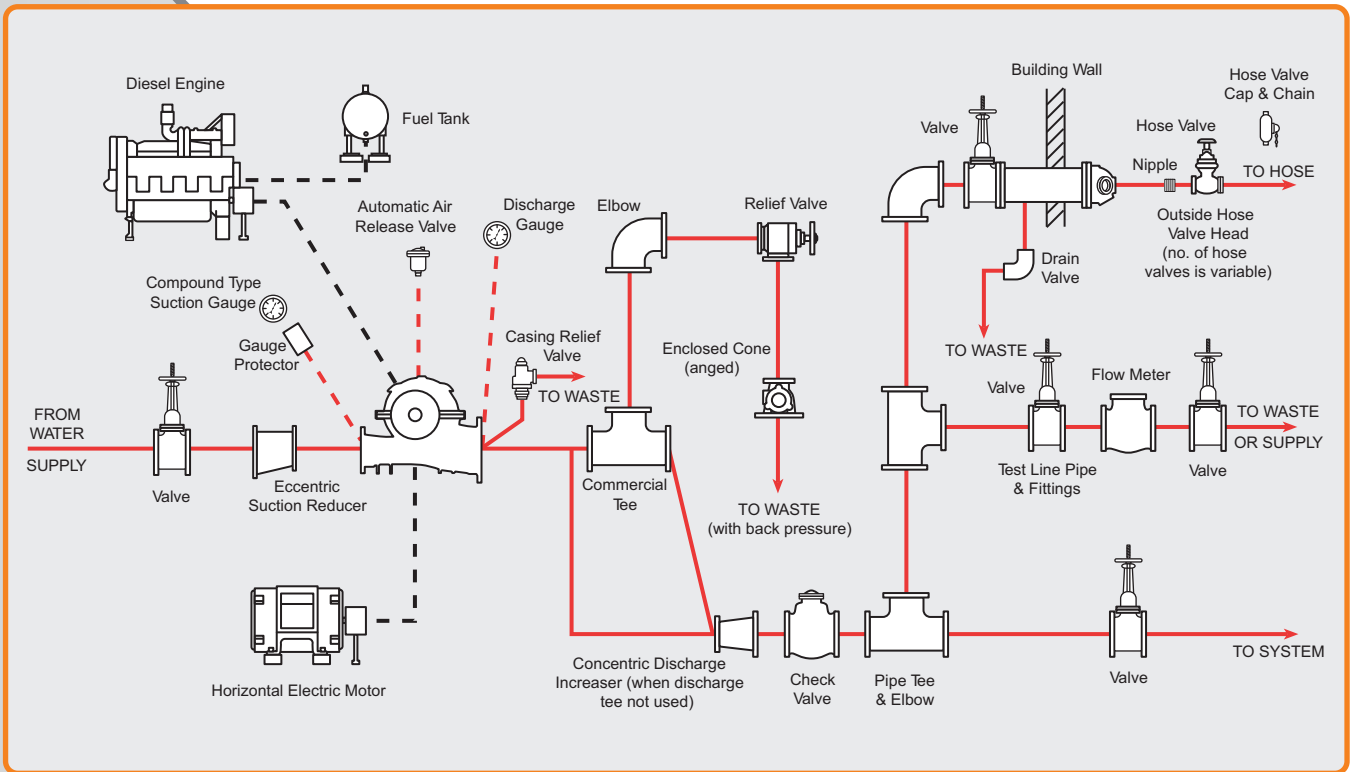 Diesel Engine
Fuel Tank
Building Wall
Hose Valve
Cap & Chain
Valve
Hose Valve
Nipple
TO HOSE
Automatic Air
Release Valve
Discharge
Gauge
Elbow
Relief Valve
Outside Hose
Valve Head
(no. of hose
valves is variable)
Drain
Valve
TO WASTE
Compound Type
Suction Gauge
Gauge
Protector
Casing Relief
Valve
TO WASTE
Enclosed Cone
(anged)
Valve
Flow Meter
FROM
WATER
SUPPLY
TO WASTE
OR SUPPLY
Valve
Eccentric
Suction Reducer
Commercial
Tee
Test Line Pipe
& Fittings
Valve
TO WASTE
(with back pressure)
Horizontal Electric Motor
Concentric Discharge
Increaser (when discharge
tee not used)
Check
Valve
Pipe Tee
& Elbow
Valve
TO SYSTEM